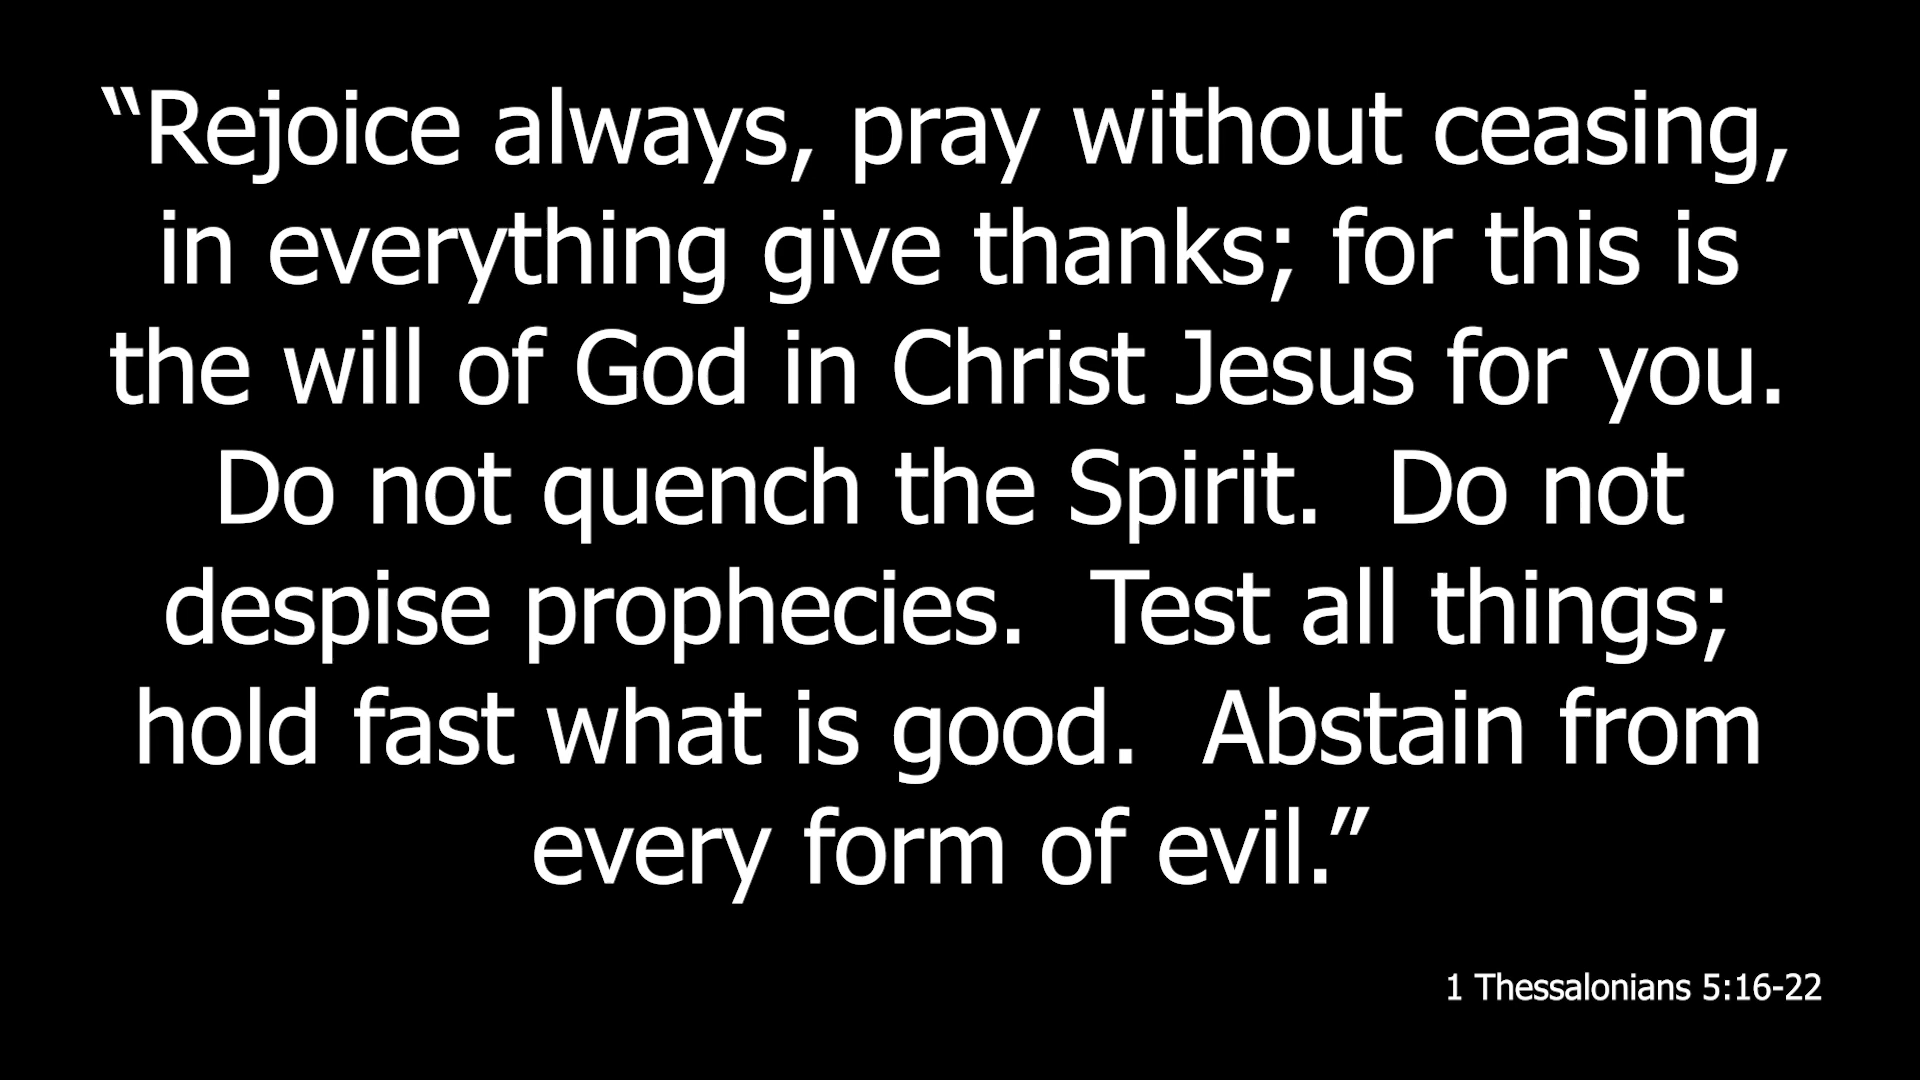 “Rejoice always, pray without ceasing,
in everything give thanks; for this is
the will of God in Christ Jesus for you.
Do not quench the Spirit.  Do not
despise prophecies.  Test all things;
hold fast what is good.  Abstain from
every form of evil.”
1 Thessalonians 5:16-22